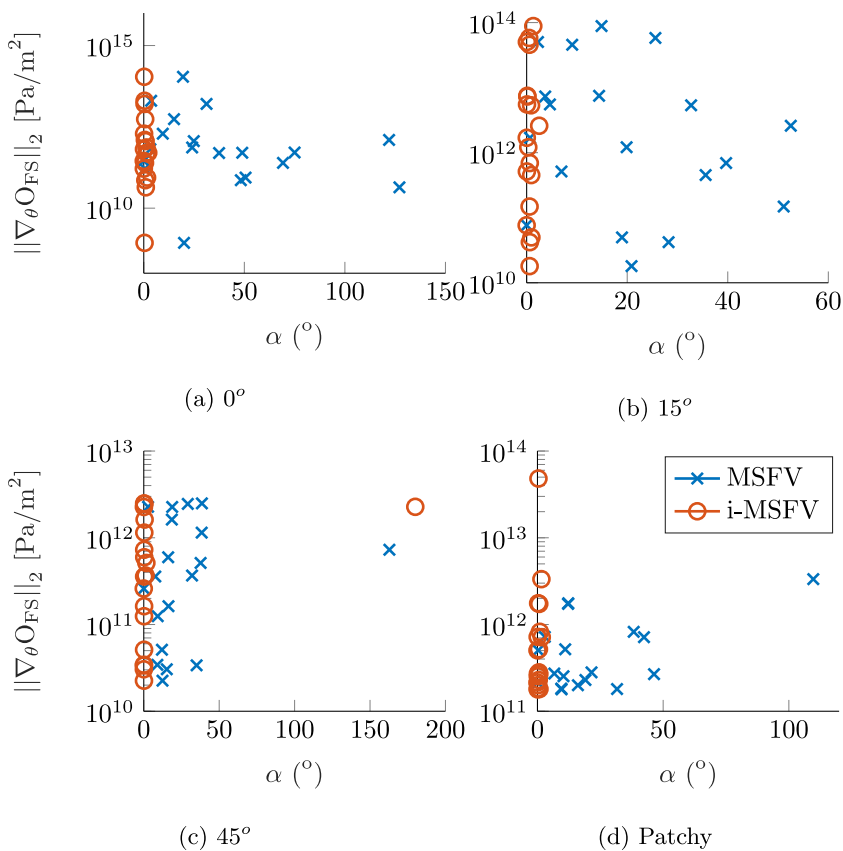 10^15
10^10
||∇_θ O_FS||_2 [Pa/m^2]
0 50 100 150
α (°)
(a) 0^o
10^14
10^12
10^10
0 20 40 60
α (°)
(b) 15^o
10^13
10^12
10^11
10^10
||∇_θ O_FS||_2 [Pa/m^2]
0 50 100 150 200
α (°)
(c) 45^o
10^14
10^13
10^12
10^11
MSFV
i-MSFV
0 50 100
α (°)
(d) Patchy